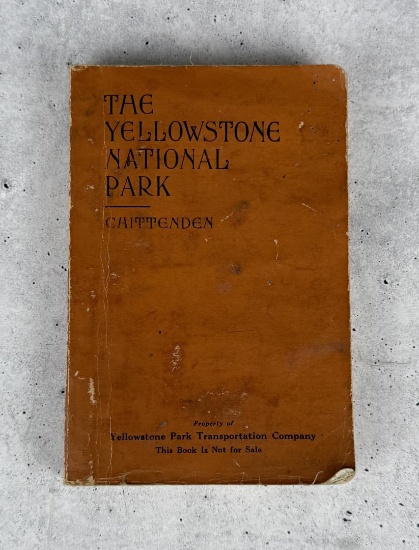 THE
YELLOWSTONE
NATIONAL
PARK
CHITTENDEN
Property of
Yellowstone Park Transportation Company
This Book Is Not for Sale